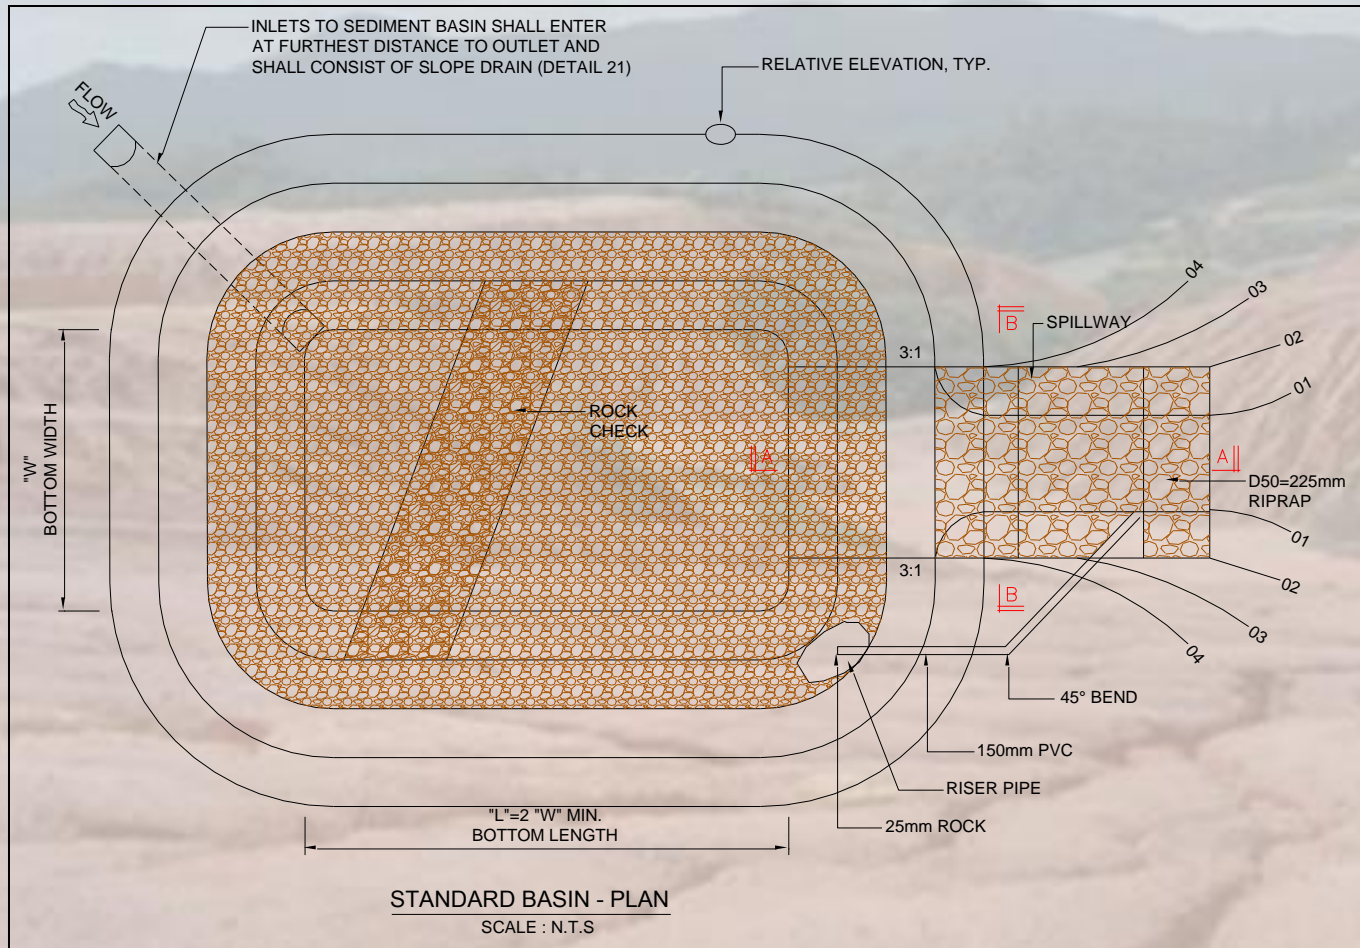 INLETS TO SEDIMENT BASIN SHALL ENTER
AT FURTHEST DISTANCE TO OUTLET AND
SHALL CONSIST OF SLOPE DRAIN (DETAIL 21)
RELATIVE ELEVATION, TYP.
FLOW
04
03
B
SPILLWAY
02
3:1
01
ROCK
CHECK
"W"
BOTTOM WIDTH
A
A
D50=225mm
RIPRAP
01
3:1
02
B
03
04
45° BEND
150mm PVC
RISER PIPE
25mm ROCK
"L"=2 "W" MIN.
BOTTOM LENGTH
STANDARD BASIN - PLAN
SCALE : N.T.S